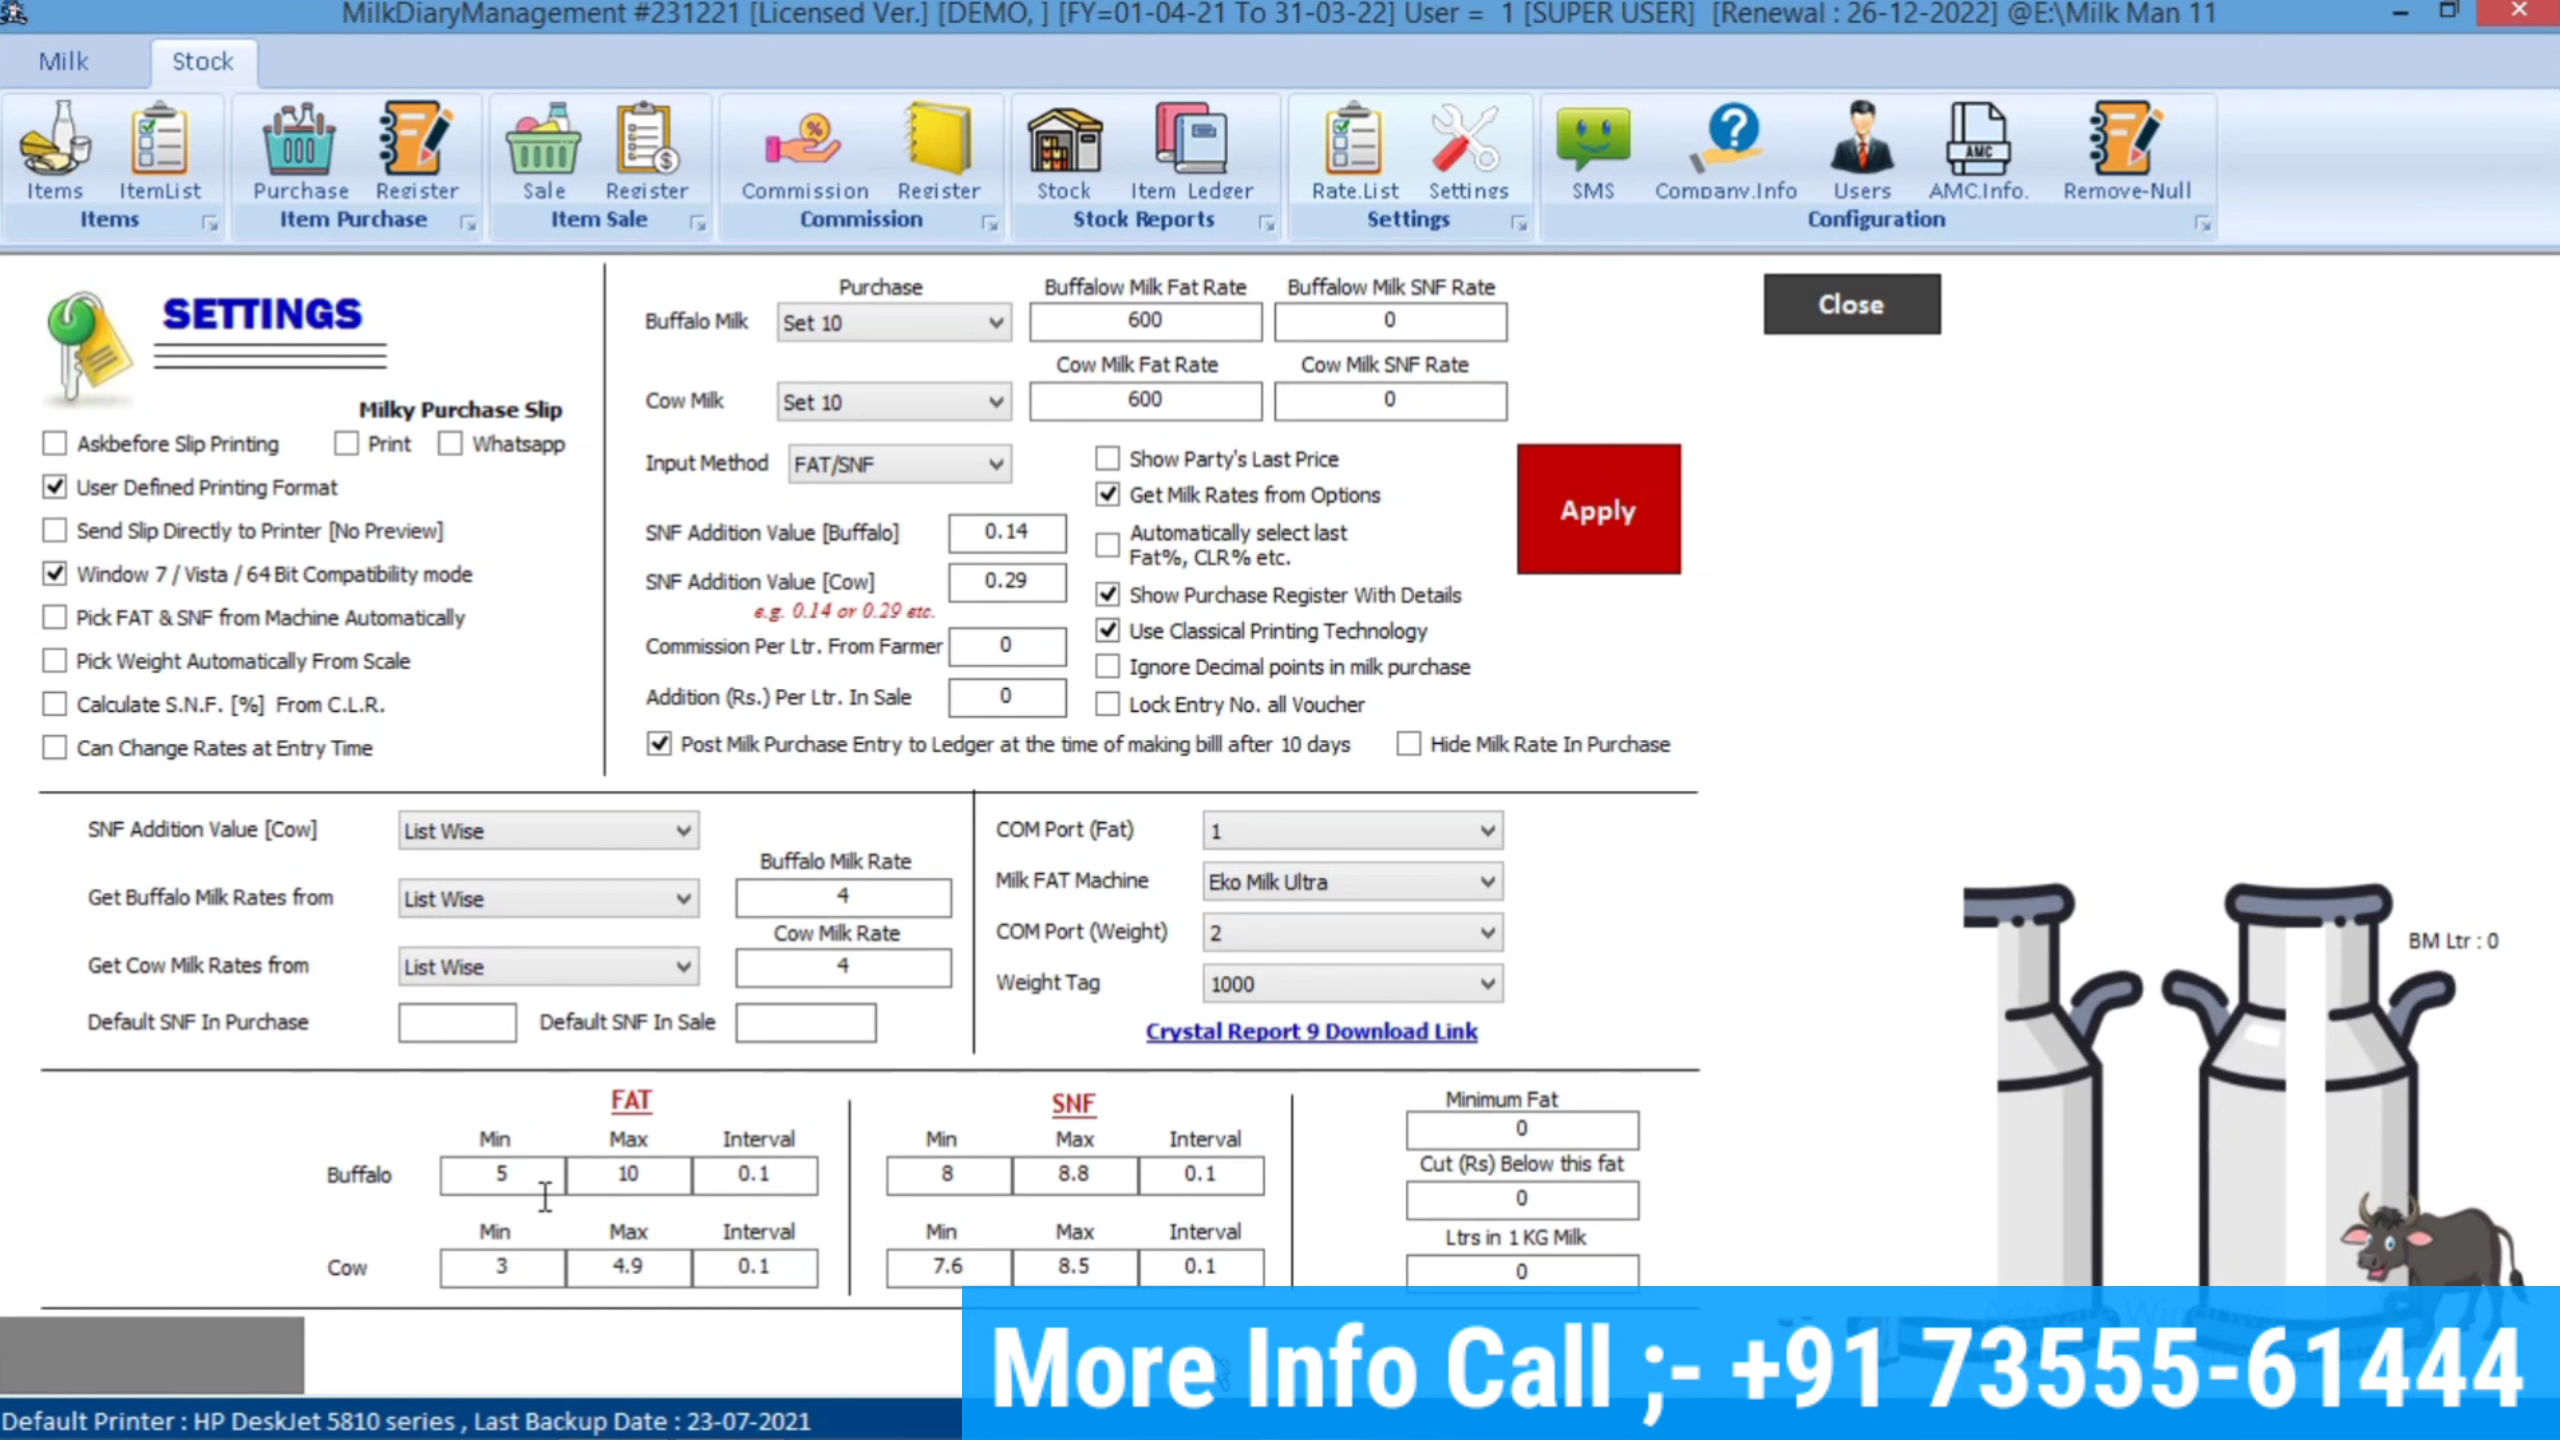 MilkDiaryManagement #231221 [Licensed Ver.] [DEMO, ] [FY=01-04-21 To 31-03-22] User = 1 [SUPER USER] [Renewal : 26-12-2022] @E:\Milk Man 11
Milk Stock
Items ItemList Purchase Register Sale Register Commission Register Stock Item Ledger Rate.List Settings SMS Company.Info Users AMC AMC.Info. Remove-Null
Items Item Purchase Item Sale Commission Stock Reports Settings Configuration
SETTINGS
Milky Purchase Slip
Askbefore Slip Printing Print Whatsapp
User Defined Printing Format
Send Slip Directly to Printer [No Preview]
Window 7 / Vista / 64 Bit Compatibility mode
Pick FAT & SNF from Machine Automatically
Pick Weight Automatically From Scale
Calculate S.N.F. [%] From C.L.R.
Can Change Rates at Entry Time
Purchase Buffalow Milk Fat Rate Buffalow Milk SNF Rate
Buffalo Milk Set 10 600 0
Cow Milk Fat Rate Cow Milk SNF Rate
Cow Milk Set 10 600 0
Close
Input Method FAT/SNF
SNF Addition Value [Buffalo] 0.14
SNF Addition Value [Cow] 0.29
e.g. 0.14 or 0.29 etc.
Commission Per Ltr. From Farmer 0
Addition (Rs.) Per Ltr. In Sale 0
Show Party's Last Price
Get Milk Rates from Options
Automatically select last
Fat%, CLR% etc.
Show Purchase Register With Details
Use Classical Printing Technology
Ignore Decimal points in milk purchase
Lock Entry No. all Voucher
Apply
Post Milk Purchase Entry to Ledger at the time of making billl after 10 days Hide Milk Rate In Purchase
SNF Addition Value [Cow] List Wise
Buffalo Milk Rate
Get Buffalo Milk Rates from List Wise 4
Cow Milk Rate
Get Cow Milk Rates from List Wise 4
Default SNF In Purchase Default SNF In Sale
COM Port (Fat) 1
Milk FAT Machine Eko Milk Ultra
COM Port (Weight) 2
Weight Tag 1000
Crystal Report 9 Download Link
BM Ltr : 0
FAT
Min Max Interval
Buffalo 5 10 0.1
Min Max Interval
Cow 3 4.9 0.1
SNF
Min Max Interval
8 8.8 0.1
Min Max Interval
7.6 8.5 0.1
Minimum Fat
0
Cut (Rs) Below this fat
0
Ltrs in 1 KG Milk
0
More Info Call ;- +91 73555-61444
Default Printer : HP DeskJet 5810 series , Last Backup Date : 23-07-2021